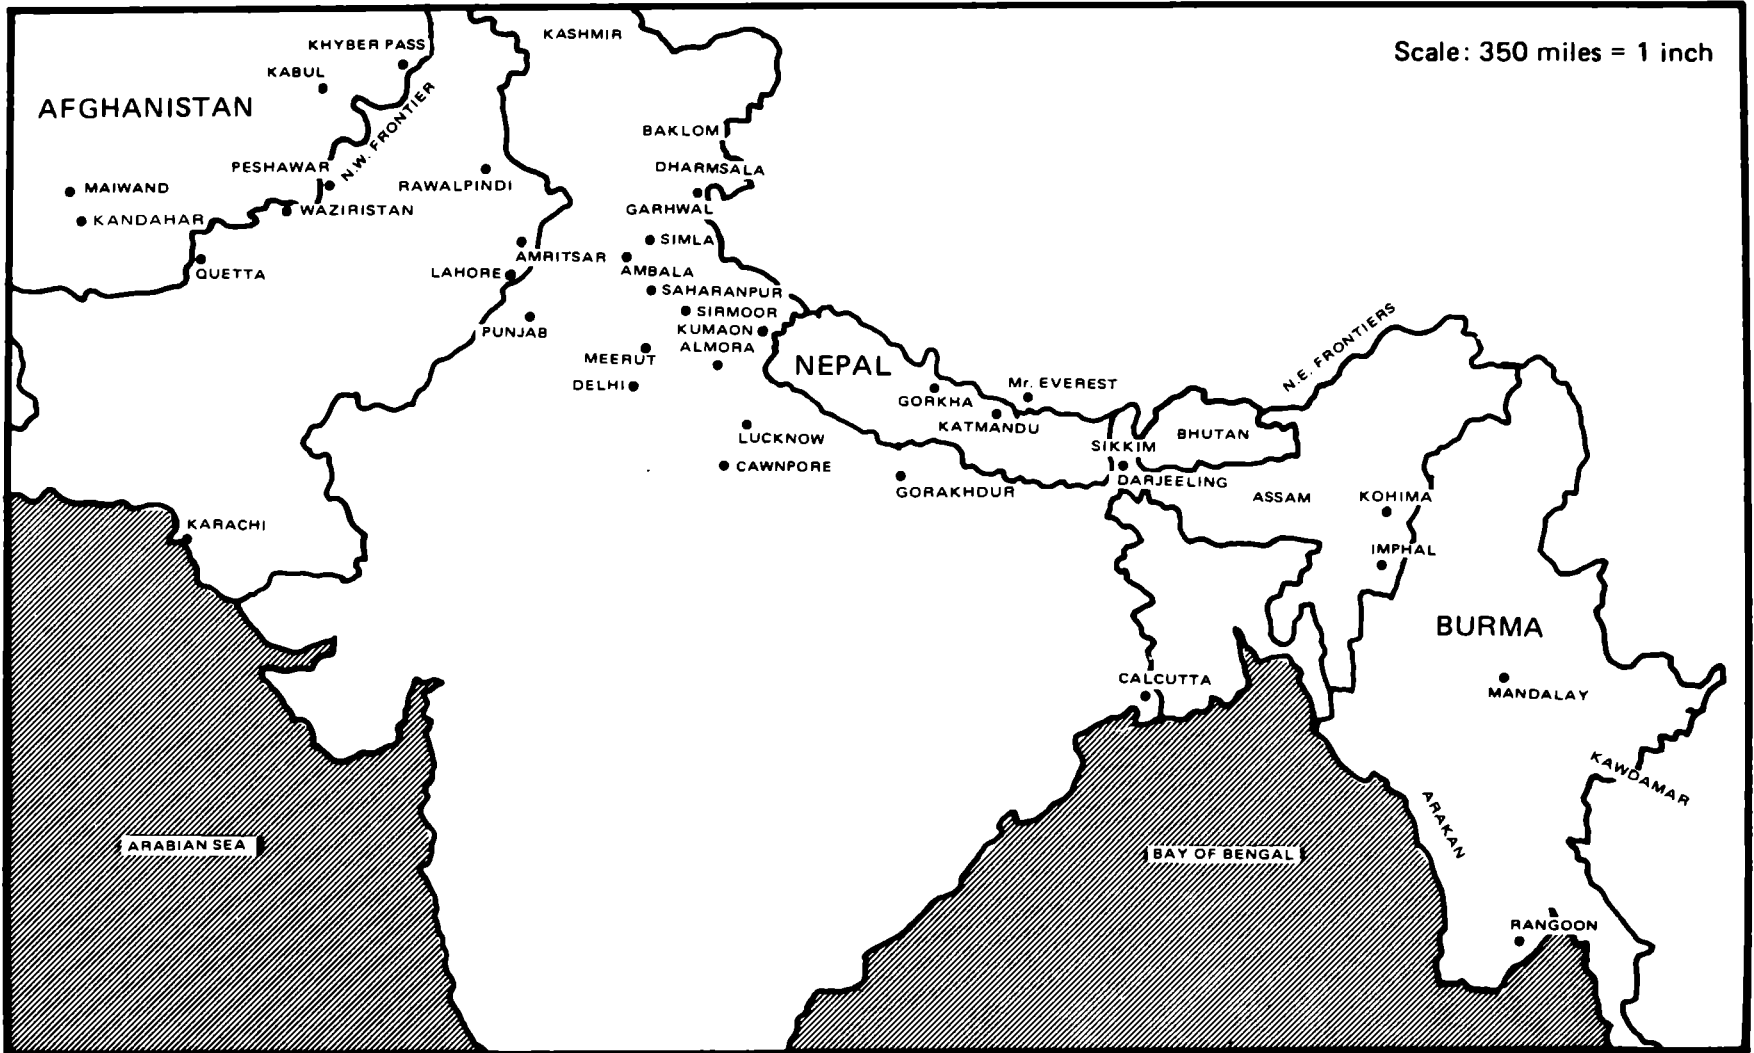 Scale: 350 miles = 1 inch
KASHMIR
KHYBER PASS
KABUL
AFGHANISTAN
N.W. FRONTIER
BAKLOM
PESHAWAR
DHARMSALA
MAIWAND
RAWALPINDI
KANDAHAR
WAZIRISTAN
GARHWAL
SIMLA
AMRITSAR
QUETTA
LAHORE
AMBALA
SAHARANPUR
SIRMOOR
PUNJAB
KUMAON
ALMORA
MEERUT
DELHI
NEPAL
N.E. FRONTIERS
Mr. EVEREST
GORKHA
KATMANDU
LUCKNOW
SIKKIM
BHUTAN
CAWNPORE
DARJEELING
GORAKHDUR
ASSAM
KOHIMA
KARACHI
IMPHAL
BURMA
CALCUTTA
MANDALAY
KAWDAMAR
ARAKAN
ARABIAN SEA
BAY OF BENGAL
RANGOON